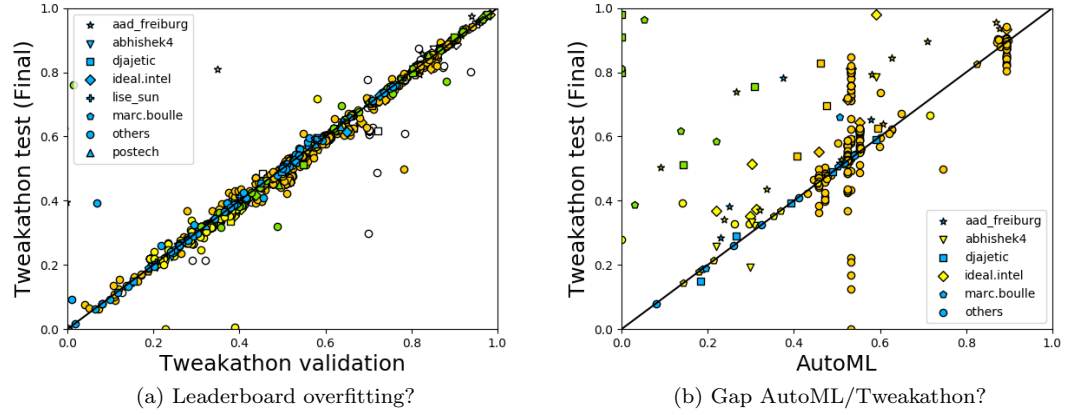 Tweakathon test (Final)
1.0
0.8
0.6
0.4
0.2
0.0
aad_freiburg
abhishek4
djajetic
ideal.intel
lise_sun
marc.boulle
others
postech
0.0 0.2 0.4 0.6 0.8 1.0
Tweakathon validation
(a) Leaderboard overfitting?
Tweakathon test (Final)
1.0
0.8
0.6
0.4
0.2
0.0
aad_freiburg
abhishek4
djajetic
ideal.intel
marc.boulle
others
0.0 0.2 0.4 0.6 0.8 1.0
AutoML
(b) Gap AutoML/Tweakathon?